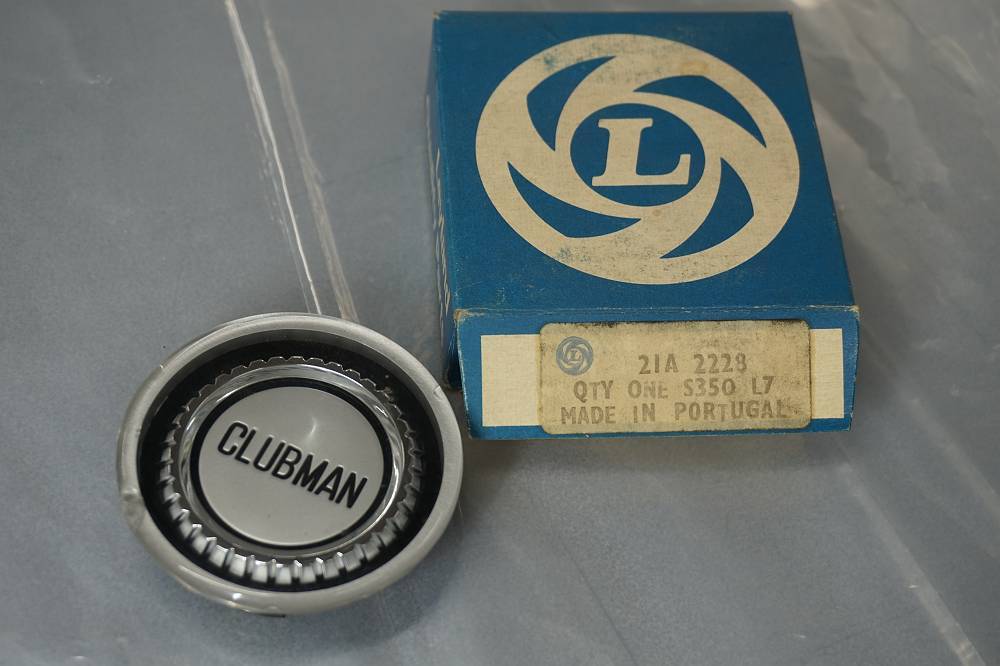 L
L
21A 2228
QTY ONE S350 L7
MADE IN PORTUGAL
CLUBMAN